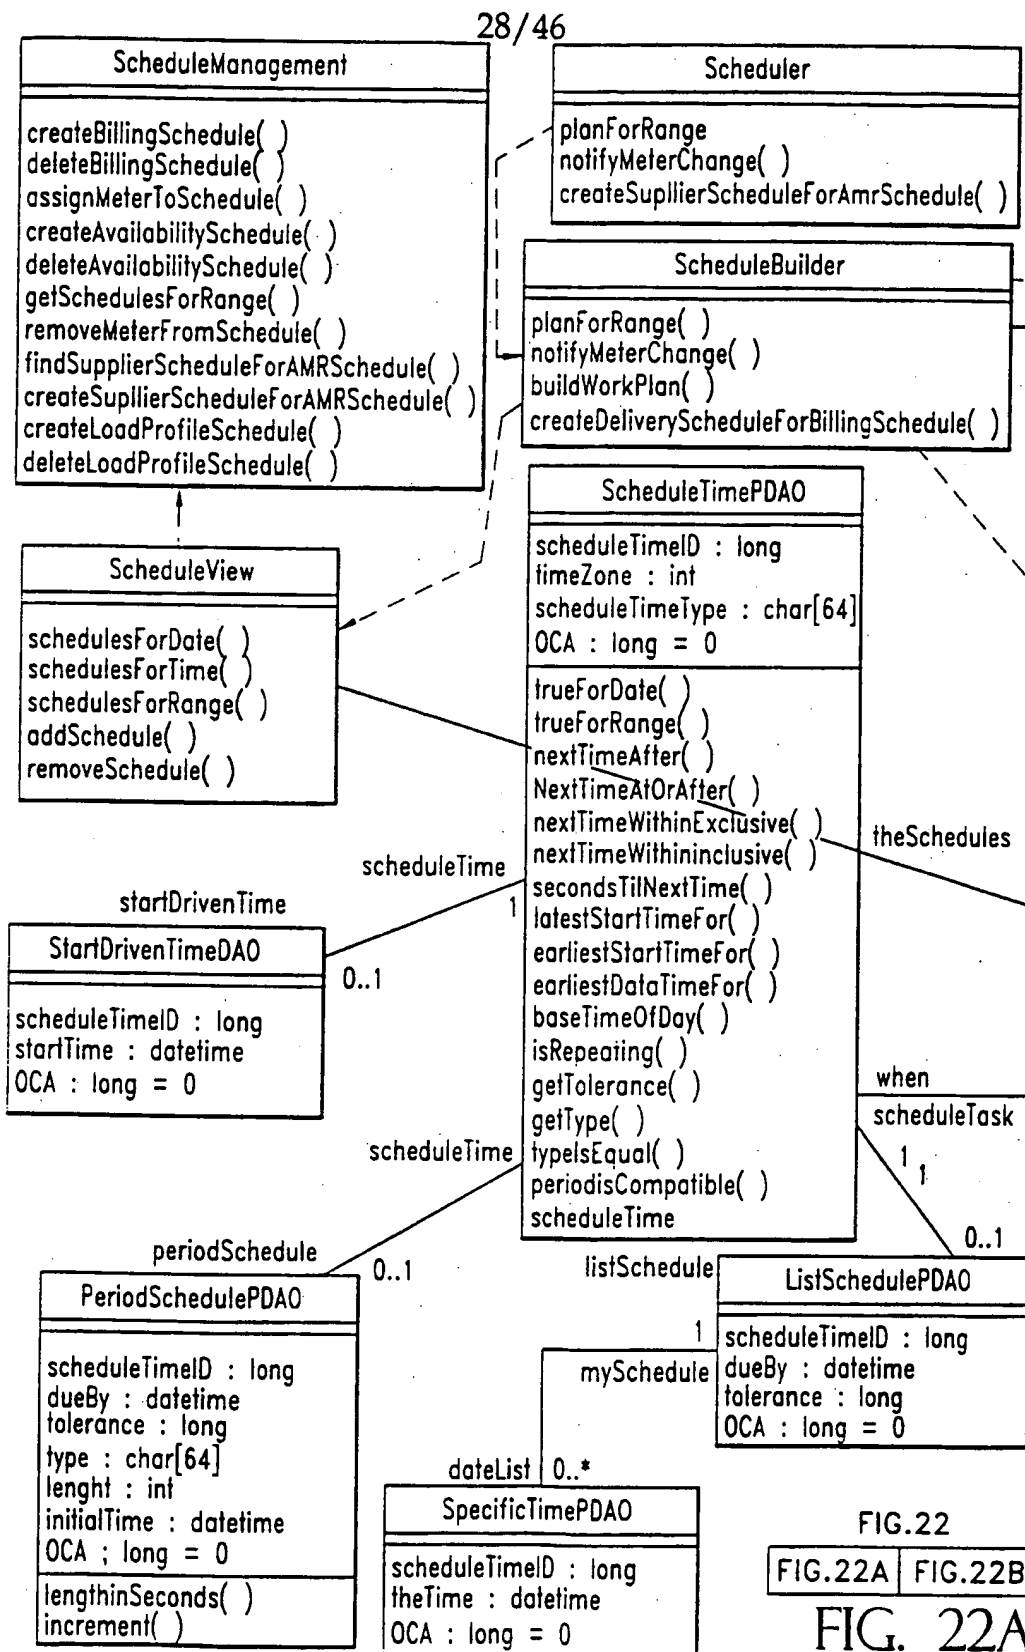 28/46
ScheduleManagement
createBillingSchedule( )
deleteBillingSchedule( )
assignMeterToSchedule( )
createAvailabilitySchedule( )
deleteAvailabilitySchedule( )
getSchedulesForRange( )
removeMeterFromSchedule( )
findSupplierScheduleForAMRSchedule( )
createSupllierScheduleForAMRSchedule( )
createLoadProfileSchedule( )
deleteLoadProfileSchedule( )
Scheduler
planForRange
notifyMeterChange( )
createSupllierScheduleForAmrSchedule( )
ScheduleBuilder
planForRange( )
notifyMeterChange( )
buildWorkPlan( )
createDeliveryScheduleForBillingSchedule( )
ScheduleView
schedulesForDate( )
schedulesForTime( )
schedulesForRange( )
addSchedule( )
removeSchedule( )
ScheduleTimePDAO
scheduleTimeID : long
timeZone : int
scheduleTimeType : char[64]
OCA : long = 0
trueForDate( )
trueForRange( )
nextTimeAfter( )
NextTimeAtOrAfter( )
nextTimeWithinExclusive( )
nextTimeWithininclusive( )
secondsTilNextTime( )
latestStartTimeFor( )
earliestStartTimeFor( )
earliestDataTimeFor( )
baseTimeOfDay( )
isRepeating( )
getTolerance( )
getType( )
typeIsEqual( )
periodisCompatible( )
scheduleTime
theSchedules
scheduleTime
1
startDrivenTime
0..1
StartDrivenTimeDAO
scheduleTimeID : long
startTime : datetime
OCA : long = 0
when
scheduleTask
1
1
0..1
scheduleTime
periodSchedule
0..1
PeriodSchedulePDAO
scheduleTimeID : long
dueBy : datetime
tolerance : long
type : char[64]
lenght : int
initialTime : datetime
OCA ; long = 0
lengthinSeconds( )
increment( )
listSchedule
ListSchedulePDAO
scheduleTimeID : long
dueBy : datetime
tolerance : long
OCA : long = 0
1
mySchedule
dateList
0..*
SpecificTimePDAO
scheduleTimeID : long
theTime : datetime
OCA : long = 0
FIG.22
FIG.22A FIG.22B
FIG. 22A